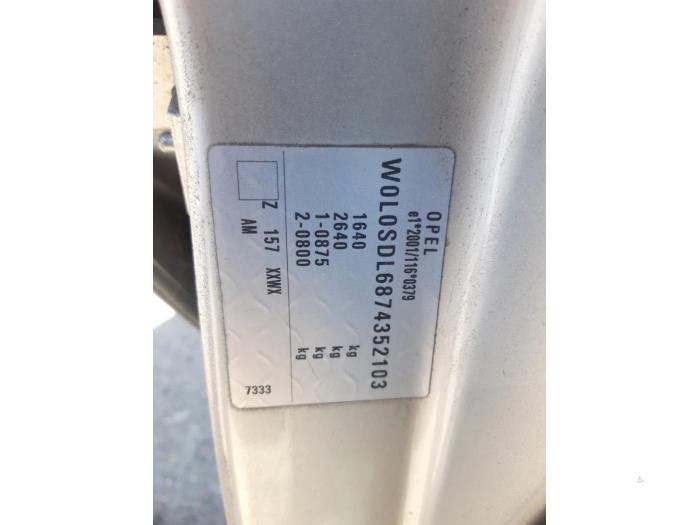 OPEL
e1*2001/116*0379
W0L0SDL6874352103
1640 kg
2640 kg
1-0875 kg
2-0800 kg
Z 157 XXWX
AM
7333